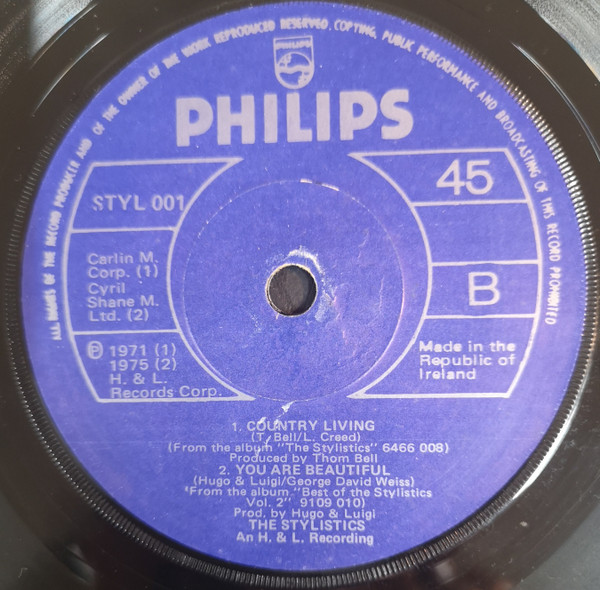 ALL RIGHTS OF THE RECORD PRODUCER AND OF THE OWNER OF THE WORK REPRODUCED RESERVED. COPYING, PUBLIC PERFORMANCE AND BROADCASTING OF THIS RECORD PROHIBITED
PHILIPS
PHILIPS
STYL 001
45
Carlin M.
Corp. (1)
Cyril
Shane M.
Ltd. (2)
B
℗ 1971 (1)
1975 (2)
H. & L.
Records Corp.
Made in the
Republic of
Ireland
1. COUNTRY LIVING
(T. Bell/L. Creed)
(From the album "The Stylistics" 6466 008)
Produced by Thom Bell
2. YOU ARE BEAUTIFUL
(Hugo & Luigi/George David Weiss)
'From the album "Best of the Stylistics
Vol. 2" 9109 010)
Prod. by Hugo & Luigi
THE STYLISTICS
An H. & L. Recording